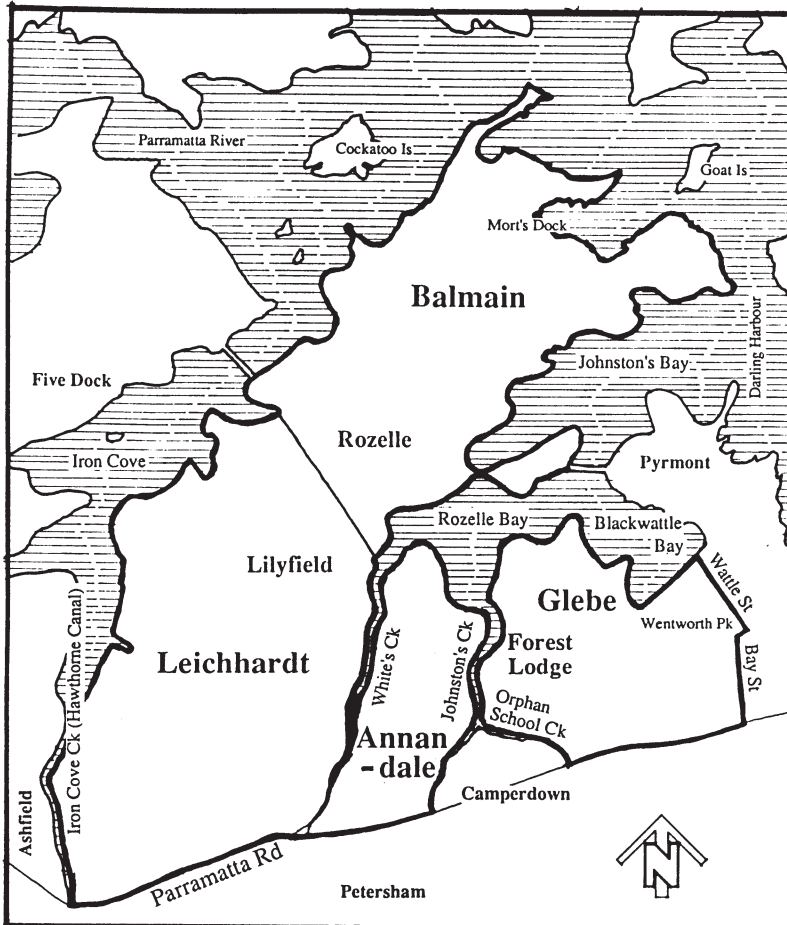 Parramatta River
Cockatoo Is
Goat Is
Mort's Dock
Balmain
Darling Harbour
Johnston's Bay
Five Dock
Rozelle
Iron Cove
Pyrmont
Rozelle Bay
Blackwattle
Bay
Lilyfield
Wattle St
Glebe
Wentworth Pk
Leichhardt
White's Ck
Johnston's Ck
Forest
Lodge
Bay St
Iron Cove Ck (Hawthorne Canal)
Orphan
School Ck
Annan
-dale
Camperdown
Ashfield
Parramatta Rd
Petersham
N